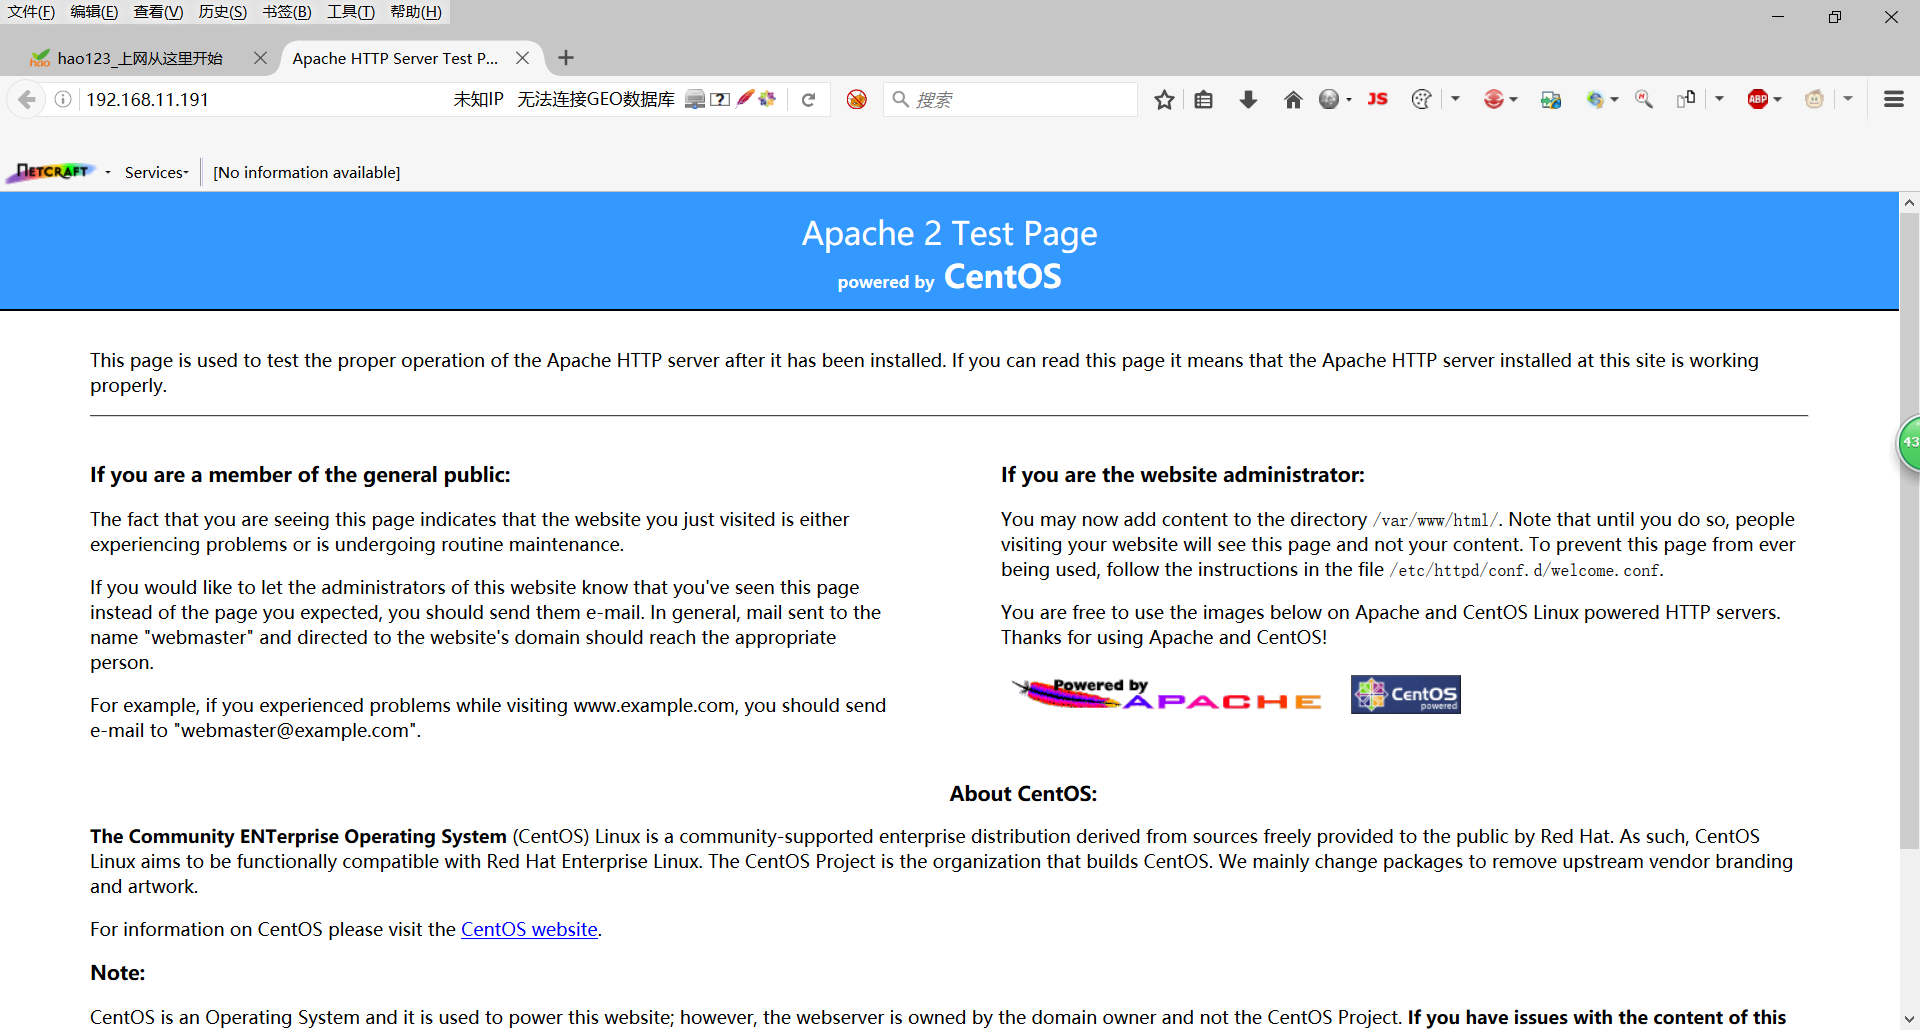 文件(F) 编辑(E) 查看(V) 历史(S) 书签(B) 工具(T) 帮助(H)
hao123_上网从这里开始
Apache HTTP Server Test P...
192.168.11.191
未知IP 无法连接GEO数据库
搜索
JS
ABP
NETCRAFT
Services
[No information available]
Apache 2 Test Page
powered by CentOS
This page is used to test the proper operation of the Apache HTTP server after it has been installed. If you can read this page it means that the Apache HTTP server installed at this site is working
properly.
43
If you are a member of the general public:
The fact that you are seeing this page indicates that the website you just visited is either
experiencing problems or is undergoing routine maintenance.
If you would like to let the administrators of this website know that you've seen this page
instead of the page you expected, you should send them e-mail. In general, mail sent to the
name "webmaster" and directed to the website's domain should reach the appropriate
person.
For example, if you experienced problems while visiting www.example.com, you should send
e-mail to "webmaster@example.com".
If you are the website administrator:
You may now add content to the directory /var/www/html/. Note that until you do so, people
visiting your website will see this page and not your content. To prevent this page from ever
being used, follow the instructions in the file /etc/httpd/conf.d/welcome.conf.
You are free to use the images below on Apache and CentOS Linux powered HTTP servers.
Thanks for using Apache and CentOS!
Powered by
APACHE
CentOS
powered
About CentOS:
The Community ENTerprise Operating System (CentOS) Linux is a community-supported enterprise distribution derived from sources freely provided to the public by Red Hat. As such, CentOS
Linux aims to be functionally compatible with Red Hat Enterprise Linux. The CentOS Project is the organization that builds CentOS. We mainly change packages to remove upstream vendor branding
and artwork.
For information on CentOS please visit the CentOS website.
Note:
CentOS is an Operating System and it is used to power this website; however, the webserver is owned by the domain owner and not the CentOS Project. If you have issues with the content of this